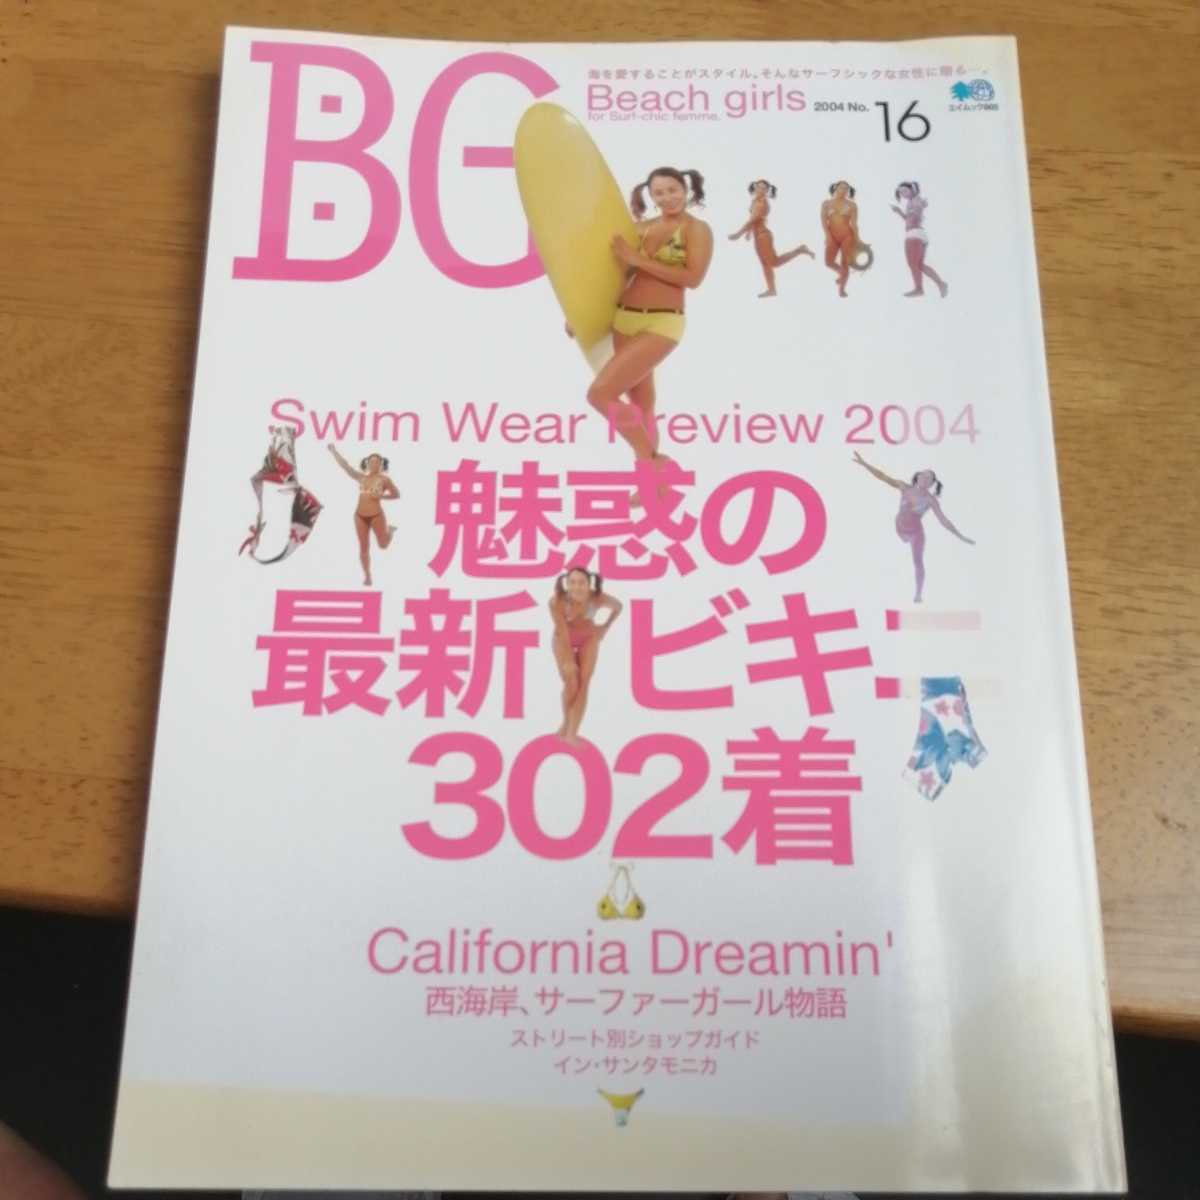 BG
海を愛することがスタイル。そんなサーフシックな女性に贈る—。
Beach girls 2004 No. 16
for Surf-chic femme.
エイムック865
Swim Wear Preview 2004
魅惑の
最新ビキニ
302着
California Dreamin'
西海岸、サーファーガール物語
ストリート別ショップガイド
イン・サンタモニカ